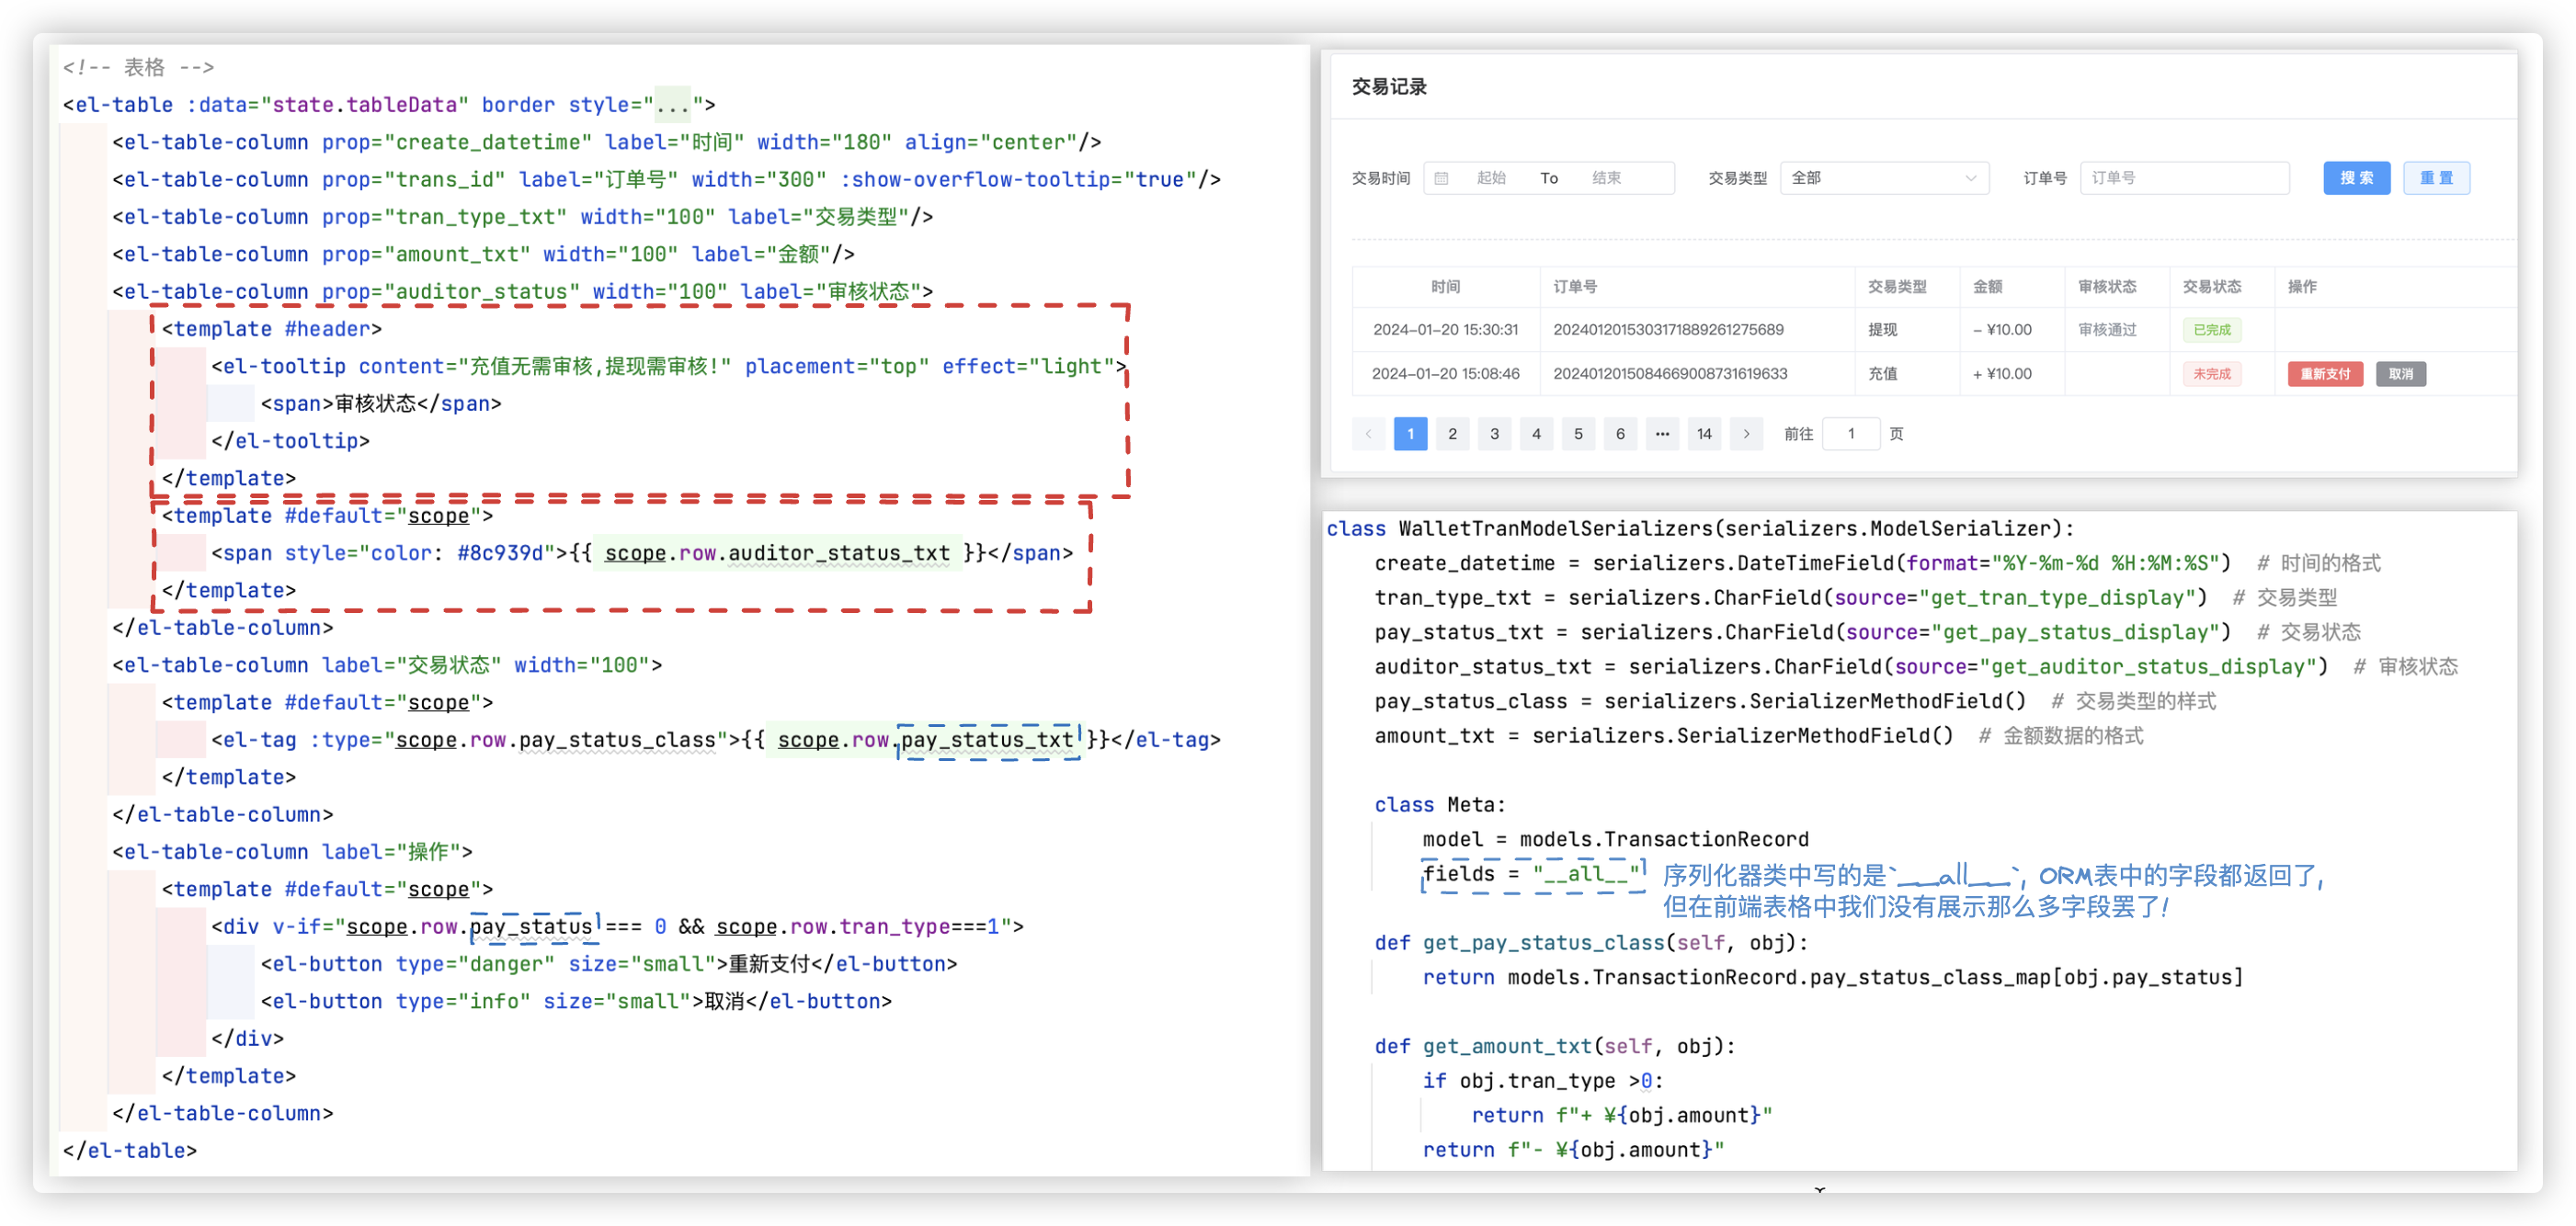 <!-- 表格 -->
<el-table :data="state.tableData" border style="...">
<el-table-column prop="create_datetime" label="时间" width="180" align="center"/>
<el-table-column prop="trans_id" label="订单号" width="300" :show-overflow-tooltip="true"/>
<el-table-column prop="tran_type_txt" width="100" label="交易类型"/>
<el-table-column prop="amount_txt" width="100" label="金额"/>
<el-table-column prop="auditor_status" width="100" label="审核状态">
<template #header>
<el-tooltip content="充值无需审核,提现需审核!" placement="top" effect="light">
<span>审核状态</span>
</el-tooltip>
</template>
<template #default="scope">
<span style="color: #8c939d">{{ scope.row.auditor_status_txt }}</span>
</template>
</el-table-column>
<el-table-column label="交易状态" width="100">
<template #default="scope">
<el-tag :type="scope.row.pay_status_class">{{ scope.row.pay_status_txt }}</el-tag>
</template>
</el-table-column>
<el-table-column label="操作">
<template #default="scope">
<div v-if="scope.row.pay_status === 0 && scope.row.tran_type===1">
<el-button type="danger" size="small">重新支付</el-button>
<el-button type="info" size="small">取消</el-button>
</div>
</template>
</el-table-column>
</el-table>
交易记录
交易时间 起始 To 结束 交易类型 全部 订单号 订单号 搜索 重置
时间 订单号 交易类型 金额 审核状态 交易状态 操作
2024-01-20 15:30:31 2024012015303171889261275689 提现 - ¥10.00 审核通过 已完成
2024-01-20 15:08:46 2024012015084669008731619633 充值 + ¥10.00 未完成 重新支付 取消
< 1 2 3 4 5 6 ••• 14 > 前往 1 页
class WalletTranModelSerializers(serializers.ModelSerializer):
create_datetime = serializers.DateTimeField(format="%Y-%m-%d %H:%M:%S") # 时间的格式
tran_type_txt = serializers.CharField(source="get_tran_type_display") # 交易类型
pay_status_txt = serializers.CharField(source="get_pay_status_display") # 交易状态
auditor_status_txt = serializers.CharField(source="get_auditor_status_display") # 审核状态
pay_status_class = serializers.SerializerMethodField() # 交易类型的样式
amount_txt = serializers.SerializerMethodField() # 金额数据的格式
class Meta:
model = models.TransactionRecord
fields = "__all__" 序列化器类中写的是`__all__`, ORM表中的字段都返回了,
但在前端表格中我们没有展示那么多字段罢了!
def get_pay_status_class(self, obj):
return models.TransactionRecord.pay_status_class_map[obj.pay_status]
def get_amount_txt(self, obj):
if obj.tran_type >0:
return f"+ ¥{obj.amount}"
return f"- ¥{obj.amount}"